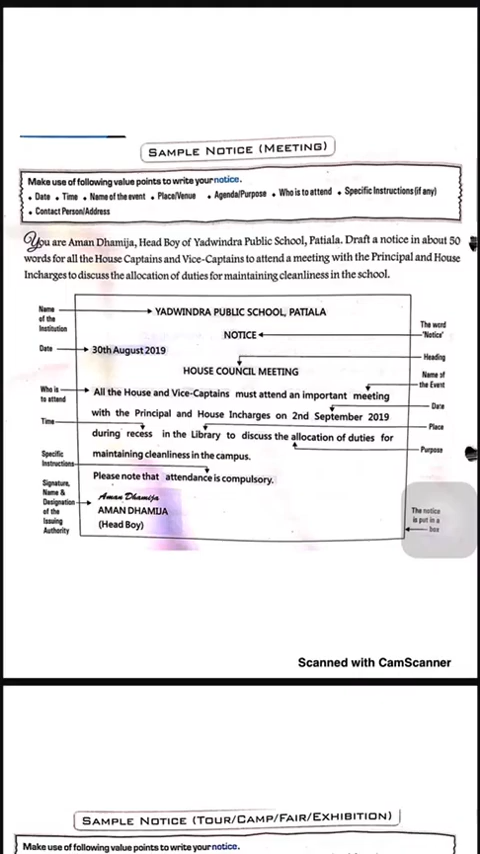 SAMPLE NOTICE (MEETING)
Make use of following value points to write your notice.
• Date • Time • Name of the event • Place/Venue • Agenda/Purpose • Who is to attend • Specific Instructions (if any)
• Contact Person/Address
You are Aman Dhamija, Head Boy of Yadwindra Public School, Patiala. Draft a notice in about 50
words for all the House Captains and Vice-Captains to attend a meeting with the Principal and House
Incharges to discuss the allocation of duties for maintaining cleanliness in the school.
Name
of the
Institution
YADWINDRA PUBLIC SCHOOL, PATIALA
The word
'Notice'
NOTICE
Date
30th August 2019
Heading
HOUSE COUNCIL MEETING
Name of
the Event
Who is
to attend
All the House and Vice-Captains must attend an important meeting
Date
Time
with the Principal and House Incharges on 2nd September 2019
Place
during recess in the Library to discuss the allocation of duties for
Purpose
Specific
Instructions
maintaining cleanliness in the campus.
Please note that attendance is compulsory.
Signature,
Name &
Designation
of the
Issuing
Authority
Aman Dhamija
AMAN DHAMIJA
(Head Boy)
The notice
is put in a
box
Scanned with CamScanner
SAMPLE NOTICE (TOUR/CAMP/FAIR/EXHIBITION)
Make use of following value points to write your notice.